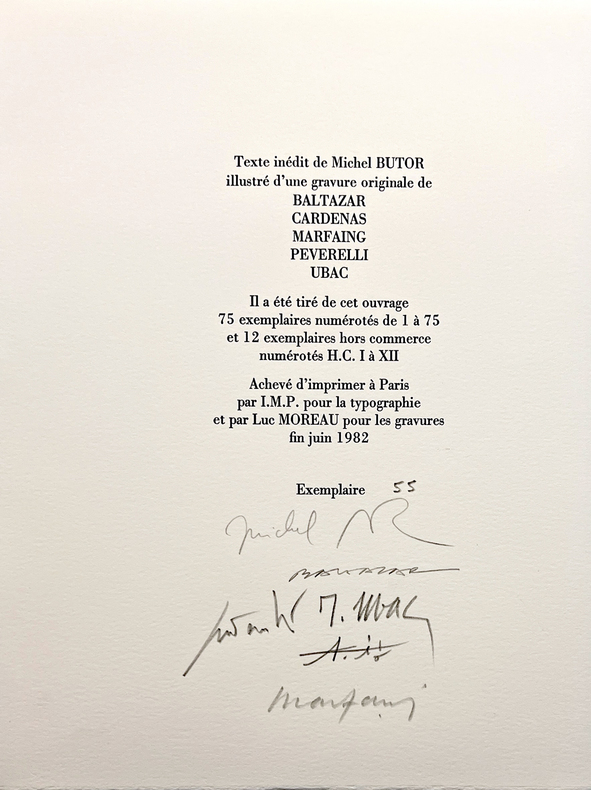 Texte inédit de Michel BUTOR
illustré d'une gravure originale de
BALTAZAR
CARDENAS
MARFAING
PEVERELLI
UBAC
Il a été tiré de cet ouvrage
75 exemplaires numérotés de 1 à 75
et 12 exemplaires hors commerce
numérotés H.C. I à XII
Achevé d'imprimer à Paris
par I.M.P. pour la typographie
et par Luc MOREAU pour les gravures
fin juin 1982
Exemplaire 55
michel
BALTAZAR
Ubac
Marfaing